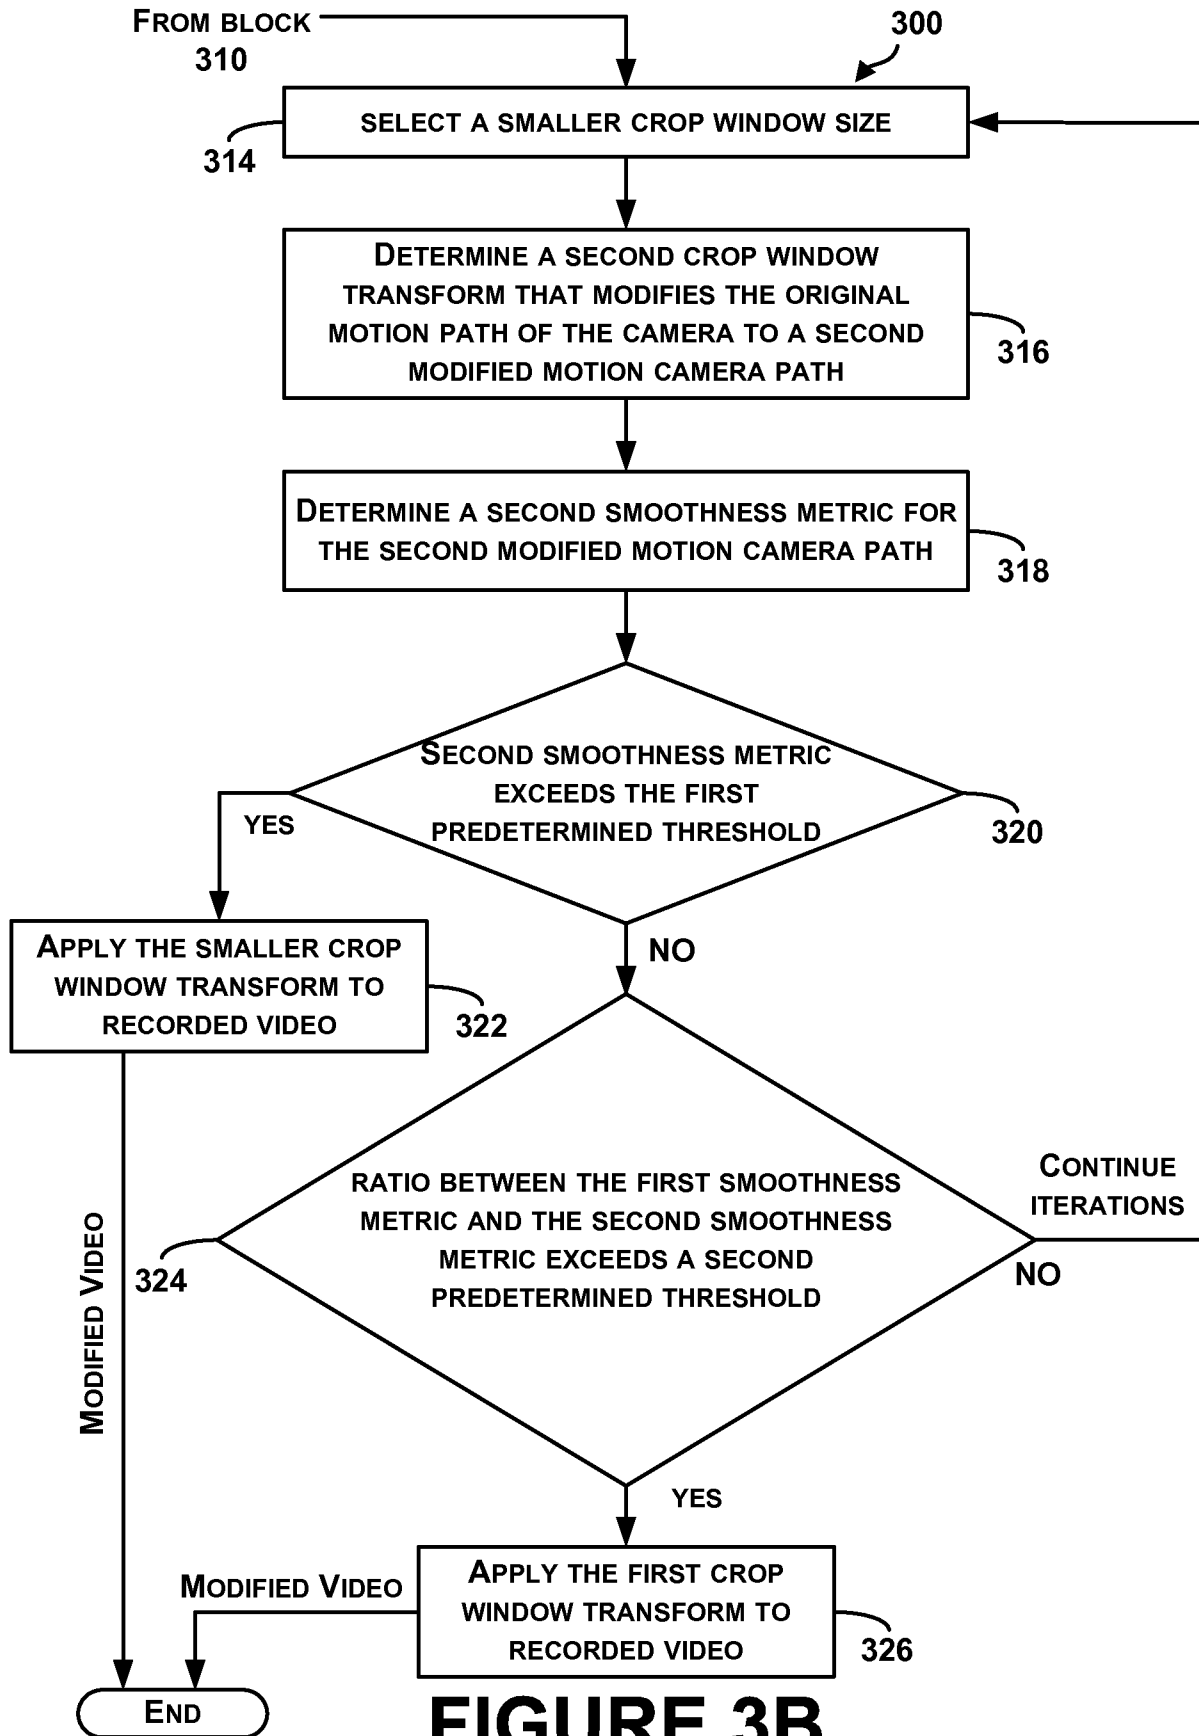 FROM BLOCK
310
300
SELECT A SMALLER CROP WINDOW SIZE
314
DETERMINE A SECOND CROP WINDOW
TRANSFORM THAT MODIFIES THE ORIGINAL
MOTION PATH OF THE CAMERA TO A SECOND
MODIFIED MOTION CAMERA PATH
316
DETERMINE A SECOND SMOOTHNESS METRIC FOR
THE SECOND MODIFIED MOTION CAMERA PATH
318
SECOND SMOOTHNESS METRIC
EXCEEDS THE FIRST
PREDETERMINED THRESHOLD
320
YES
NO
APPLY THE SMALLER CROP
WINDOW TRANSFORM TO
RECORDED VIDEO
322
RATIO BETWEEN THE FIRST SMOOTHNESS
METRIC AND THE SECOND SMOOTHNESS
METRIC EXCEEDS A SECOND
PREDETERMINED THRESHOLD
324
CONTINUE
ITERATIONS
NO
MODIFIED VIDEO
YES
APPLY THE FIRST CROP
WINDOW TRANSFORM TO
RECORDED VIDEO
326
MODIFIED VIDEO
END
FIGURE 3B